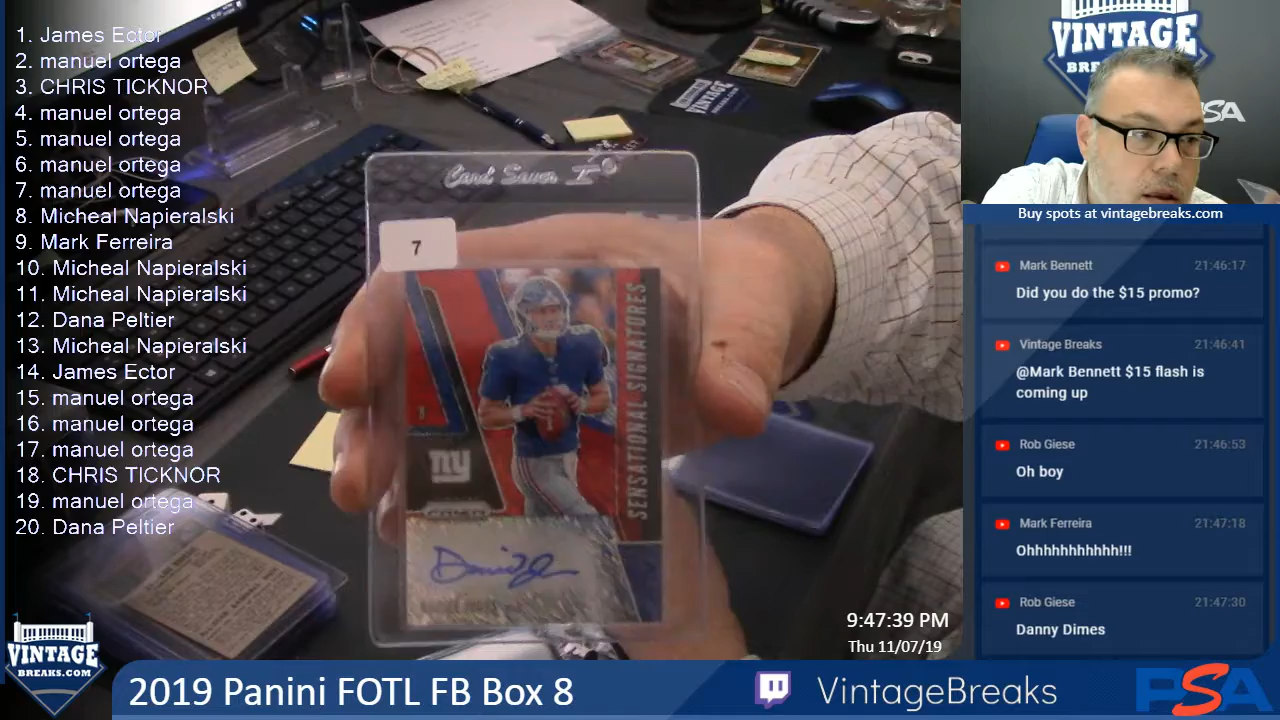 1. James Ector
2. manuel ortega
3. CHRIS TICKNOR
4. manuel ortega
5. manuel ortega
6. manuel ortega
7. manuel ortega
8. Micheal Napieralski
9. Mark Ferreira
10. Micheal Napieralski
11. Micheal Napieralski
12. Dana Peltier
13. Micheal Napieralski
14. James Ector
15. manuel ortega
16. manuel ortega
17. manuel ortega
18. CHRIS TICKNOR
19. manuel ortega
20. Dana Peltier
VINTAGE
Card Saver I
7
SENSATIONAL SIGNATURES
ny
VINTAGE
PSA
Buy spots at vintagebreaks.com
Mark Bennett 21:46:17
Did you do the $15 promo?
Vintage Breaks 21:46:41
@Mark Bennett $15 flash is
coming up
Rob Giese 21:46:53
Oh boy
Mark Ferreira 21:47:18
Ohhhhhhhhhhh!!!
Rob Giese 21:47:30
Danny Dimes
9:47:39 PM
Thu 11/07/19
VINTAGE
BREAKS.COM
2019 Panini FOTL FB Box 8
VintageBreaks
PSA